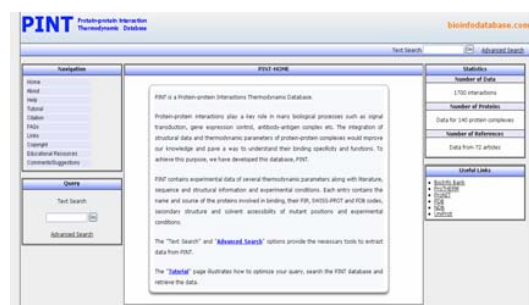 PINT Protein-protein Interaction
Thermodynamic Database
bioinfodatabase.com
Text Search Go Advanced Search
Navigation
Home
About
Help
Tutorial
Citation
FAQs
Links
Copyright
Educational Resources
Comments/Suggestions
Query
Text Search
Go
Advanced Search
PINT-HOME
PINT is a Protein-protein Interactions Thermodynamic Database.
Protein-protein interactions play a key role in many biological processes such as signal
transduction, gene expression control, antibody-antigen complex etc. The integration of
structural data and thermodynamic parameters of protein-protein complexes would improve
our knowledge and pave a way to understand their binding specificity and functions. To
achieve this purpose, we have developed this database, PINT.
PINT contains experimental data of several thermodynamic parameters along with literature,
sequence and structural information and experimental conditions. Each entry contains the
name and source of the proteins involved in binding, their PIR, SWISS-PROT and PDB codes,
secondary structure and solvent accessibility of mutant positions and experimental
conditions.
The "Text Search" and "Advanced Search" options provide the necessary tools to extract
data from PINT.
The "Tutorial" page illustrates how to optimize your query, search the PINT database and
retrieve the data.
Statistics
Number of Data
1700 interactions
Number of Proteins
Data for 140 protein complexes
Number of References
Data from 72 articles
Useful Links
BioInfo Bank
ProTHERM
ProNIT
PDB
NDB
UniProt